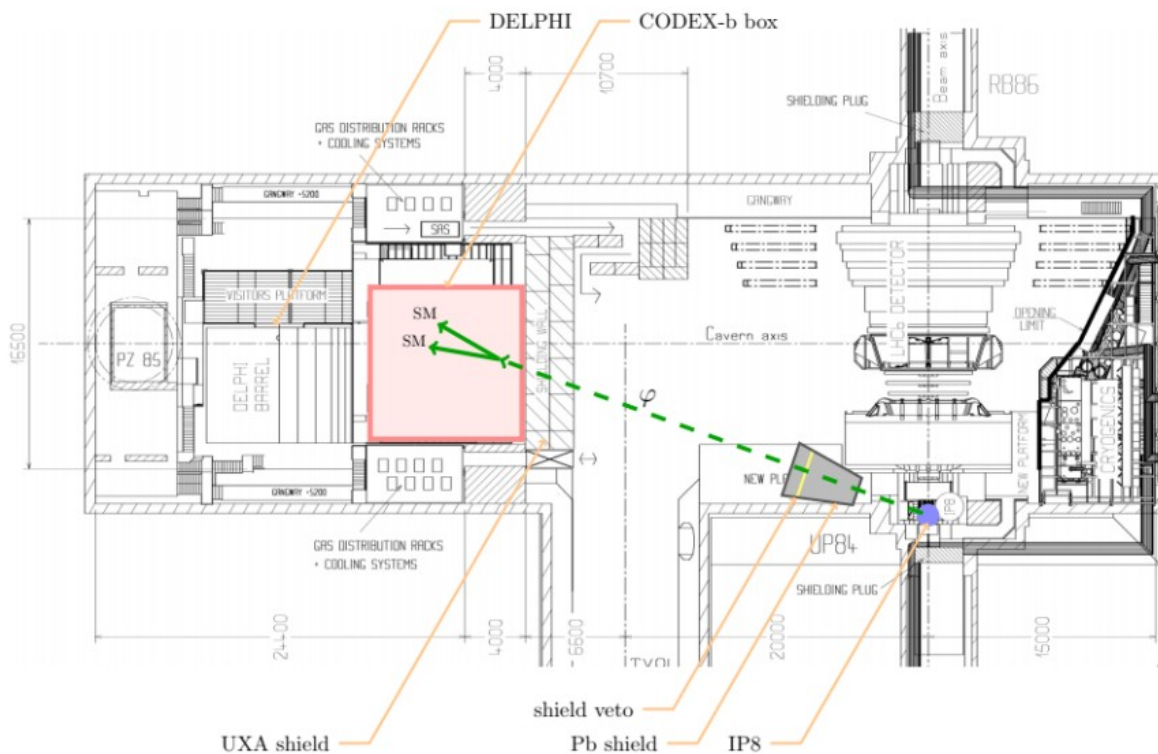 DELPHI
CODEX-b box
4000
10700
Beam axis
RB86
SHIELDING PLUG
GAS DISTRIBUTION RACKS
+ COOLING SYSTEMS
GANGWAY -5200
GANGWAY
SAS
LHCb DETECTOR
VISITORS PLATFORM
SM
SM
SHIELDING WALL
Cavern axis
OPENING
LIMIT
16500
PZ 85
DELPHI
BARREL
φ
CRYOGENICS
NEW PLATFORM
NEW PLA
IP8
GANGWAY -5200
GAS DISTRIBUTION RACKS
+ COOLING SYSTEMS
UP84
SHIELDING PLUG
24400
4000
6600
20000
15000
shield veto
UXA shield
Pb shield
IP8